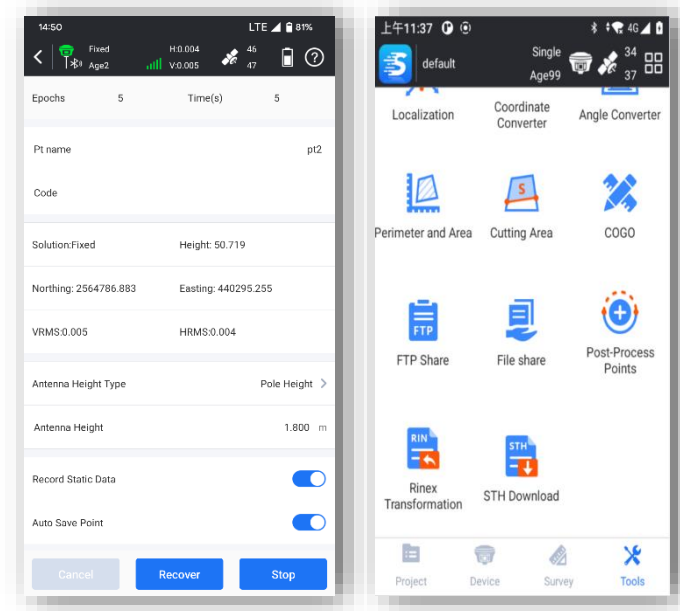 14:50 LTE 81%
Fixed H:0.004 46
Age2 V:0.005 47
Epochs 5 Time(s) 5
Pt name pt2
Code
Solution:Fixed Height: 50.719
Northing: 2564786.883 Easting: 440295.255
VRMS:0.005 HRMS:0.004
Antenna Height Type Pole Height
Antenna Height 1.800 m
Record Static Data
Auto Save Point
Cancel Recover Stop
上午11:37 4G
default Single 34
Age99 37
Localization Coordinate Converter Angle Converter
S
Perimeter and Area Cutting Area COGO
FTP
FTP Share File share Post-Process Points
RIN STH
Rinex Transformation STH Download
Project Device Survey Tools